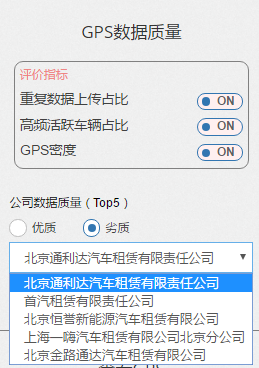 GPS数据质量
评价指标
重复数据上传占比 ON
高频活跃车辆占比 ON
GPS密度 ON
公司数据质量（Top5）
优质 劣质
北京通利达汽车租赁有限责任公司
北京通利达汽车租赁有限责任公司
首汽租赁有限责任公司
北京恒誉新能源汽车租赁有限公司
上海一嗨汽车租赁有限公司北京分公司
北京金路通达汽车租赁有限公司